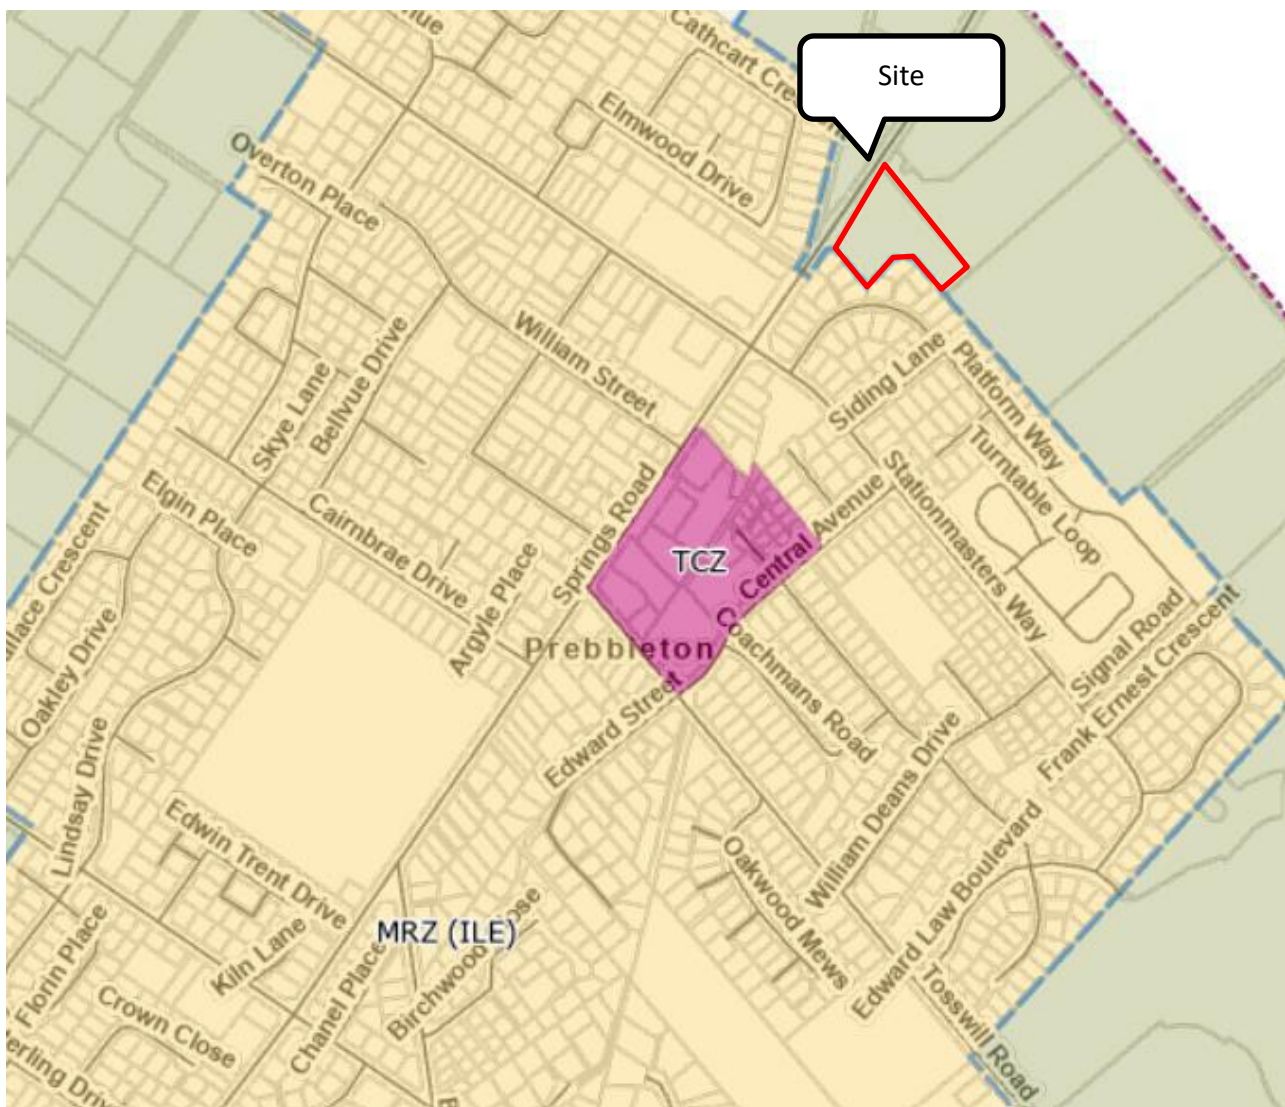 Cathcart Cre
Site
Elmwood Drive
Overton Place
William Street
Bellvue Drive
Skye Lane
Siding Lane
Platform Way
Turntable Loop
Stationmasters Way
Elgin Place
Cairnbrae Drive
Argyle Place
Springs Road
TCZ
Central Avenue
Prebbleton
Coachmans Road
Signal Road
Frank Ernest Crescent
Crescent
Oakley Drive
Lindsay Drive
Edward Street
William Deans Drive
Edwin Trent Drive
MRZ (ILE)
Oakwood Mews
Edward Law Boulevard
Kiln Lane
Chanel Place
Birchwood
Florin Place
Crown Close
Tosswill Road